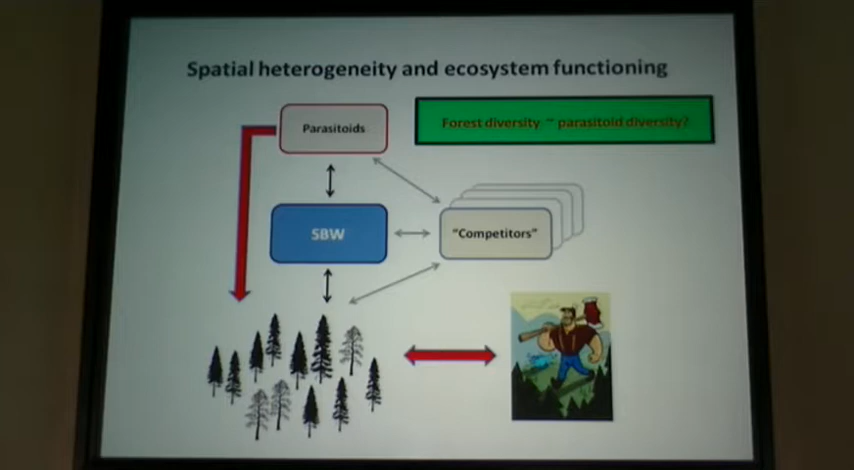 Spatial heterogeneity and ecosystem functioning
Parasitoids
Forest diversity ~ parasitoid diversity?
SBW
"Competitors"